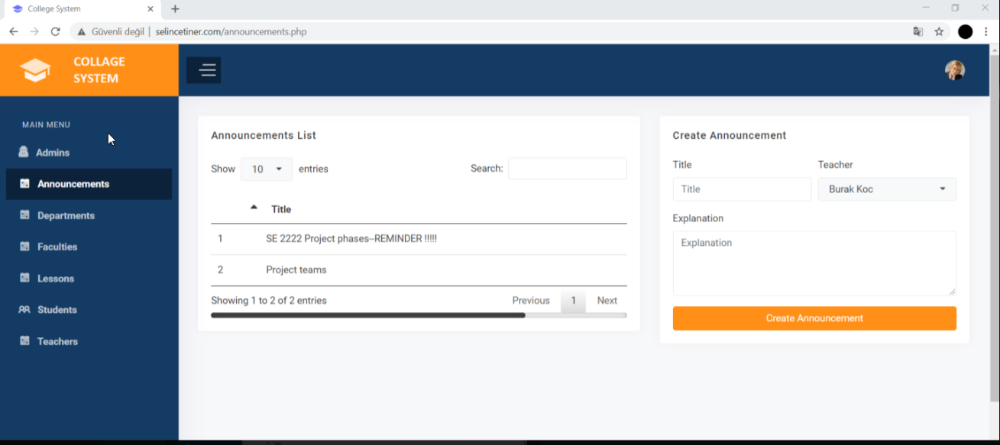 College System
Güvenli değil | selincetiner.com/announcements.php
COLLAGE
SYSTEM
MAIN MENU
Admins
Announcements
Departments
Faculties
Lessons
Students
Teachers
Announcements List
Show 10 entries Search:
Title
1 SE 2222 Project phases--REMINDER !!!!!
2 Project teams
Showing 1 to 2 of 2 entries Previous 1 Next
Create Announcement
Title Teacher
Title Burak Koc
Explanation
Explanation
Create Announcement